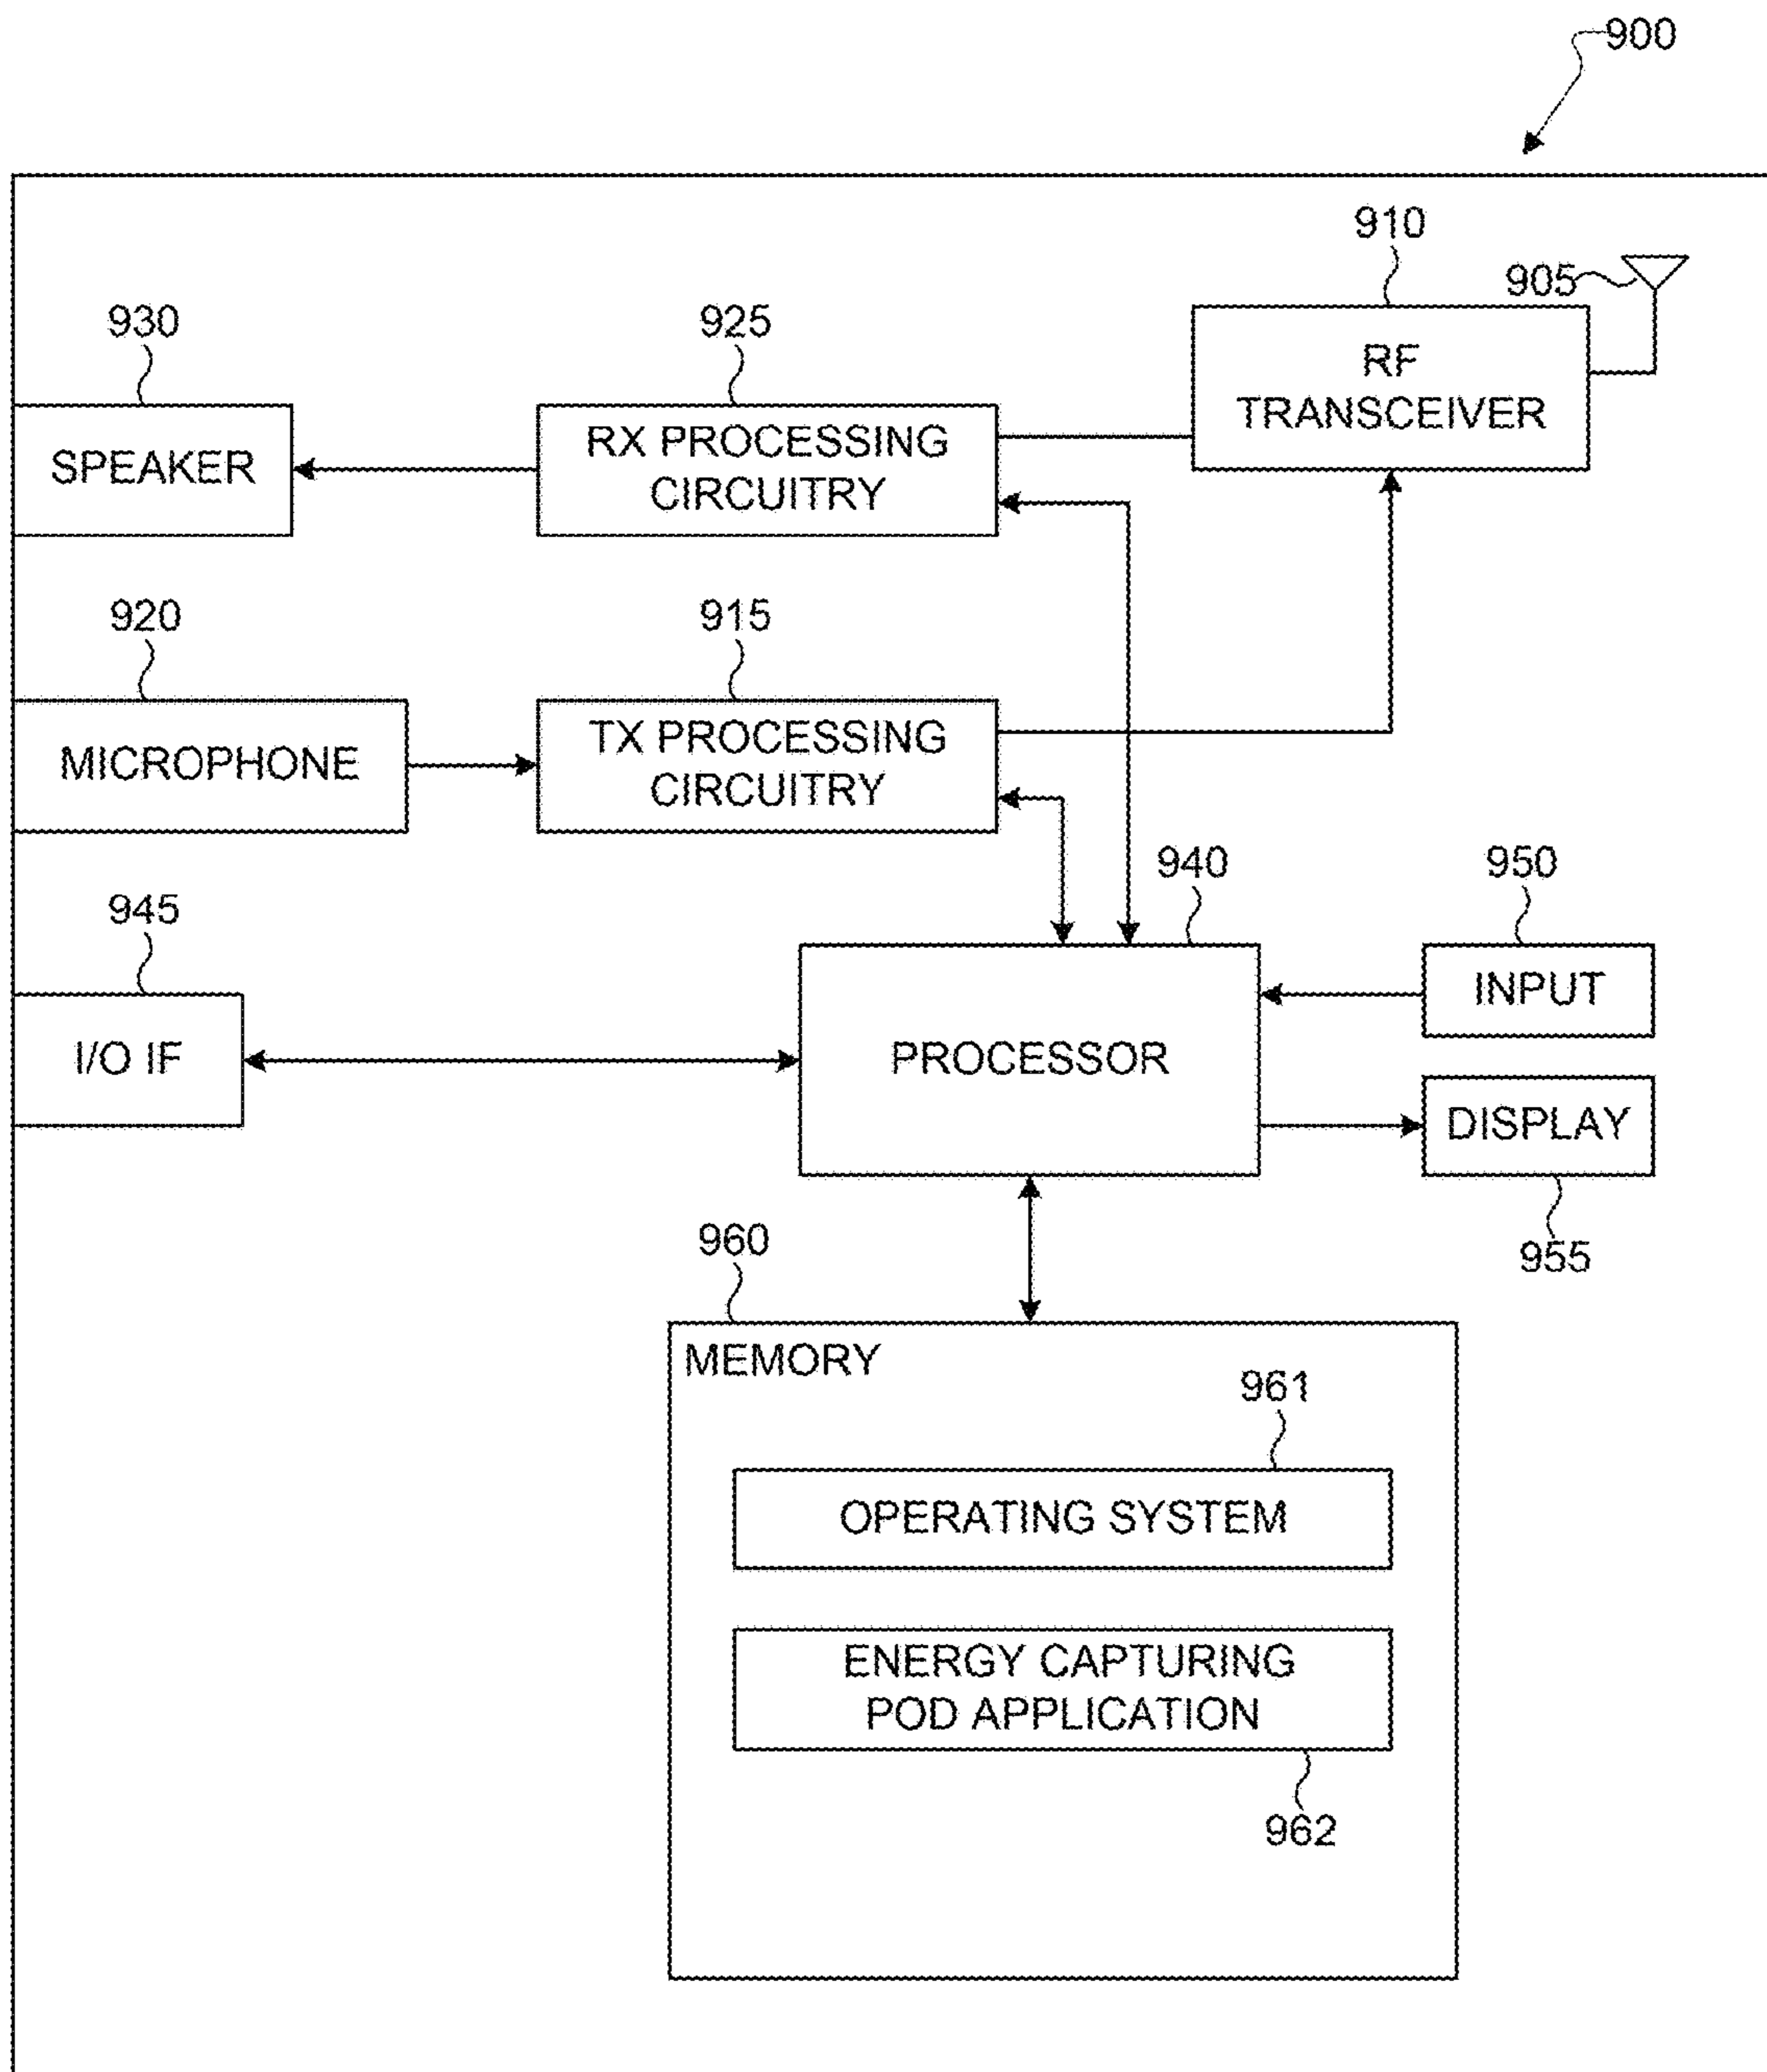 900
910
905
930
925
RF
TRANSCEIVER
SPEAKER
RX PROCESSING
CIRCUITRY
920
915
MICROPHONE
TX PROCESSING
CIRCUITRY
940
950
945
INPUT
I/O IF
PROCESSOR
DISPLAY
955
960
MEMORY
961
OPERATING SYSTEM
ENERGY CAPTURING
POD APPLICATION
962